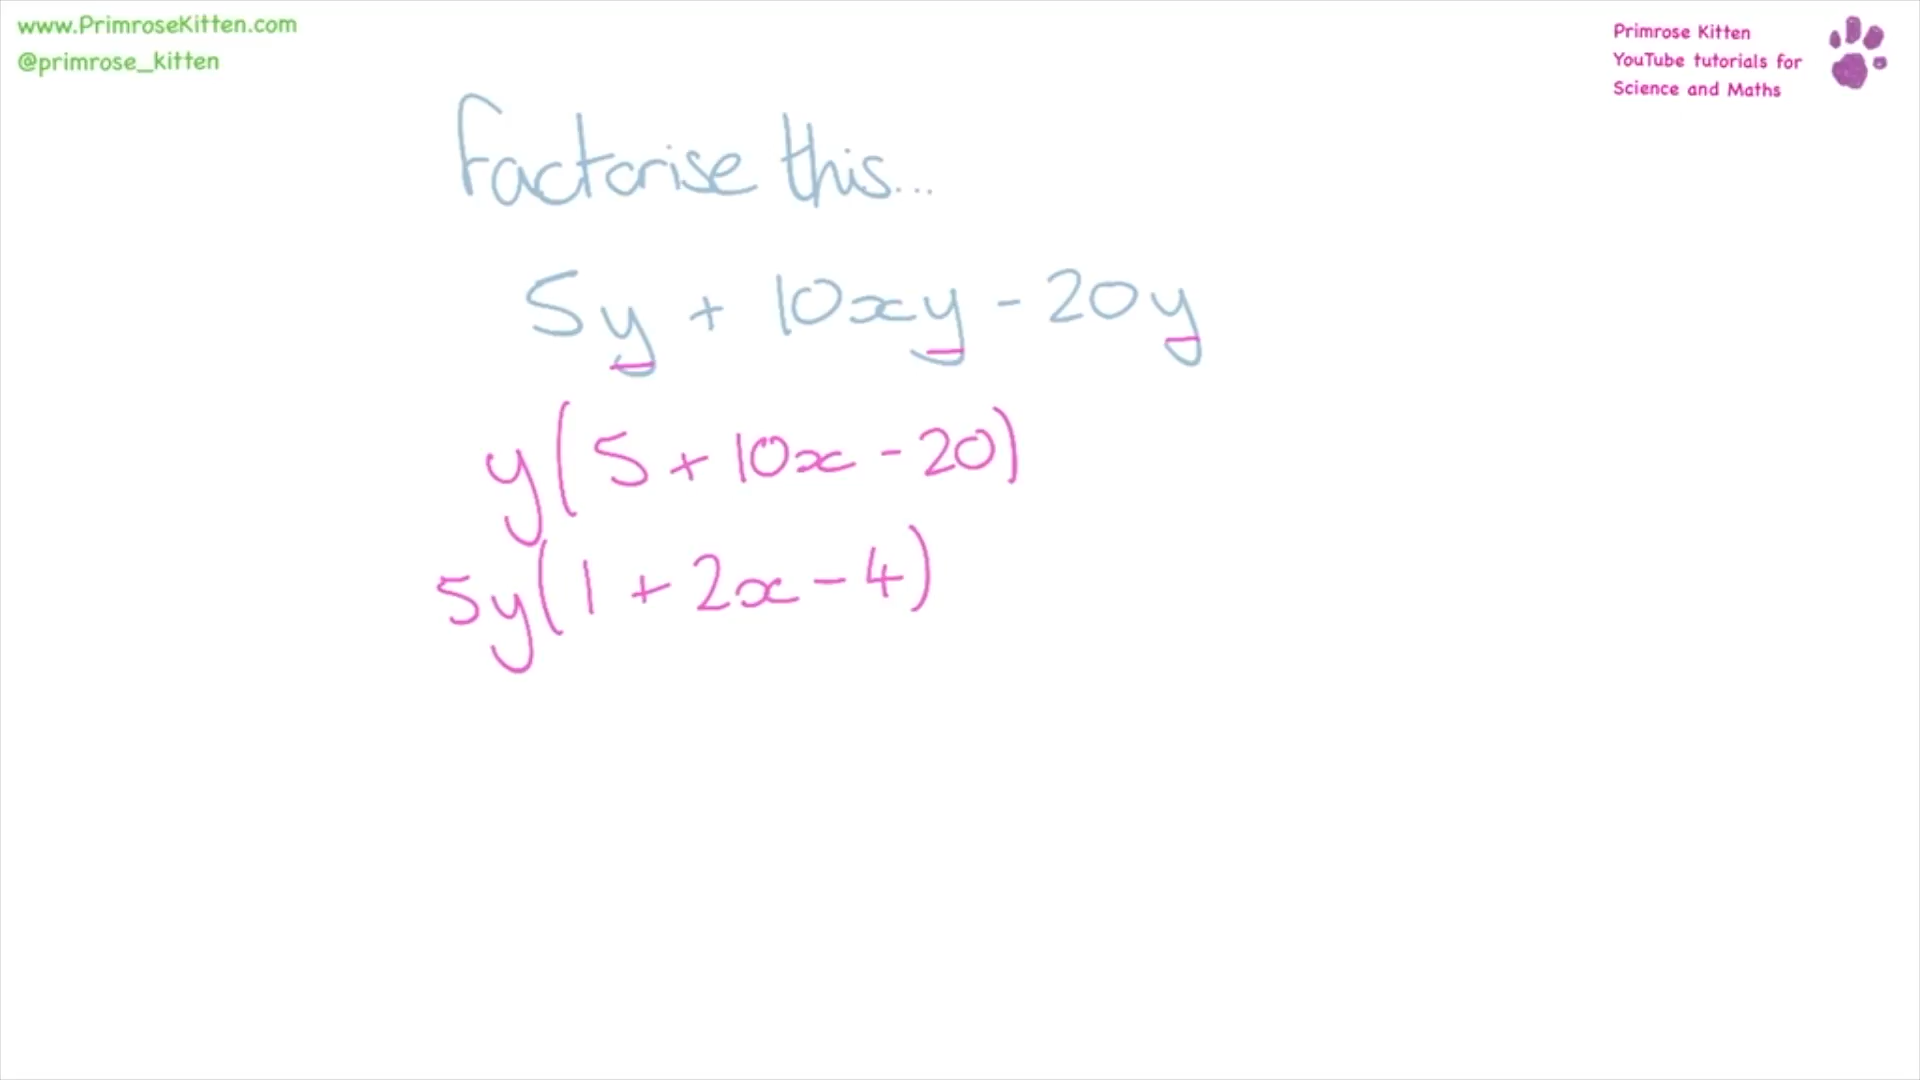 www.PrimroseKitten.com
@primrose_kitten
Primrose Kitten
YouTube tutorials for
Science and Maths
Factorise this...
5y + 10xy - 20y
y(5 + 10x - 20)
5y(1 + 2x - 4)